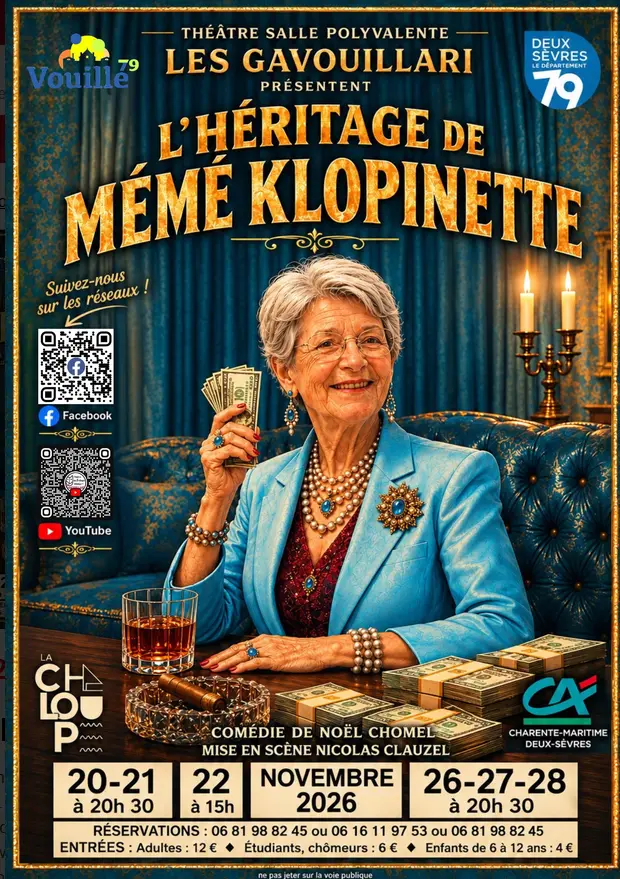 Vouillé 79
THÉÂTRE SALLE POLYVALENTE
LES GAVOUILLARI
PRÉSENTENT
DEUX
SÈVRES
LE DÉPARTEMENT
79
L'HÉRITAGE DE
MÉMÉ KLOPINETTE
Suivez-nous
sur les réseaux !
Facebook
YouTube
LA
CHALOUP
CHARENTE-MARITIME
DEUX-SÈVRES
COMÉDIE DE NOËL CHOMEL
MISE EN SCÈNE NICOLAS CLAUZEL
20-21
à 20h 30
22
à 15h
NOVEMBRE
2026
26-27-28
à 20h 30
RÉSERVATIONS : 06 81 98 82 45 ou 06 16 11 97 53 ou 06 81 98 82 45
ENTRÉES : Adultes : 12 € ♦ Étudiants, chômeurs : 6 € ♦ Enfants de 6 à 12 ans : 4 €
ne pas jeter sur la voie publique